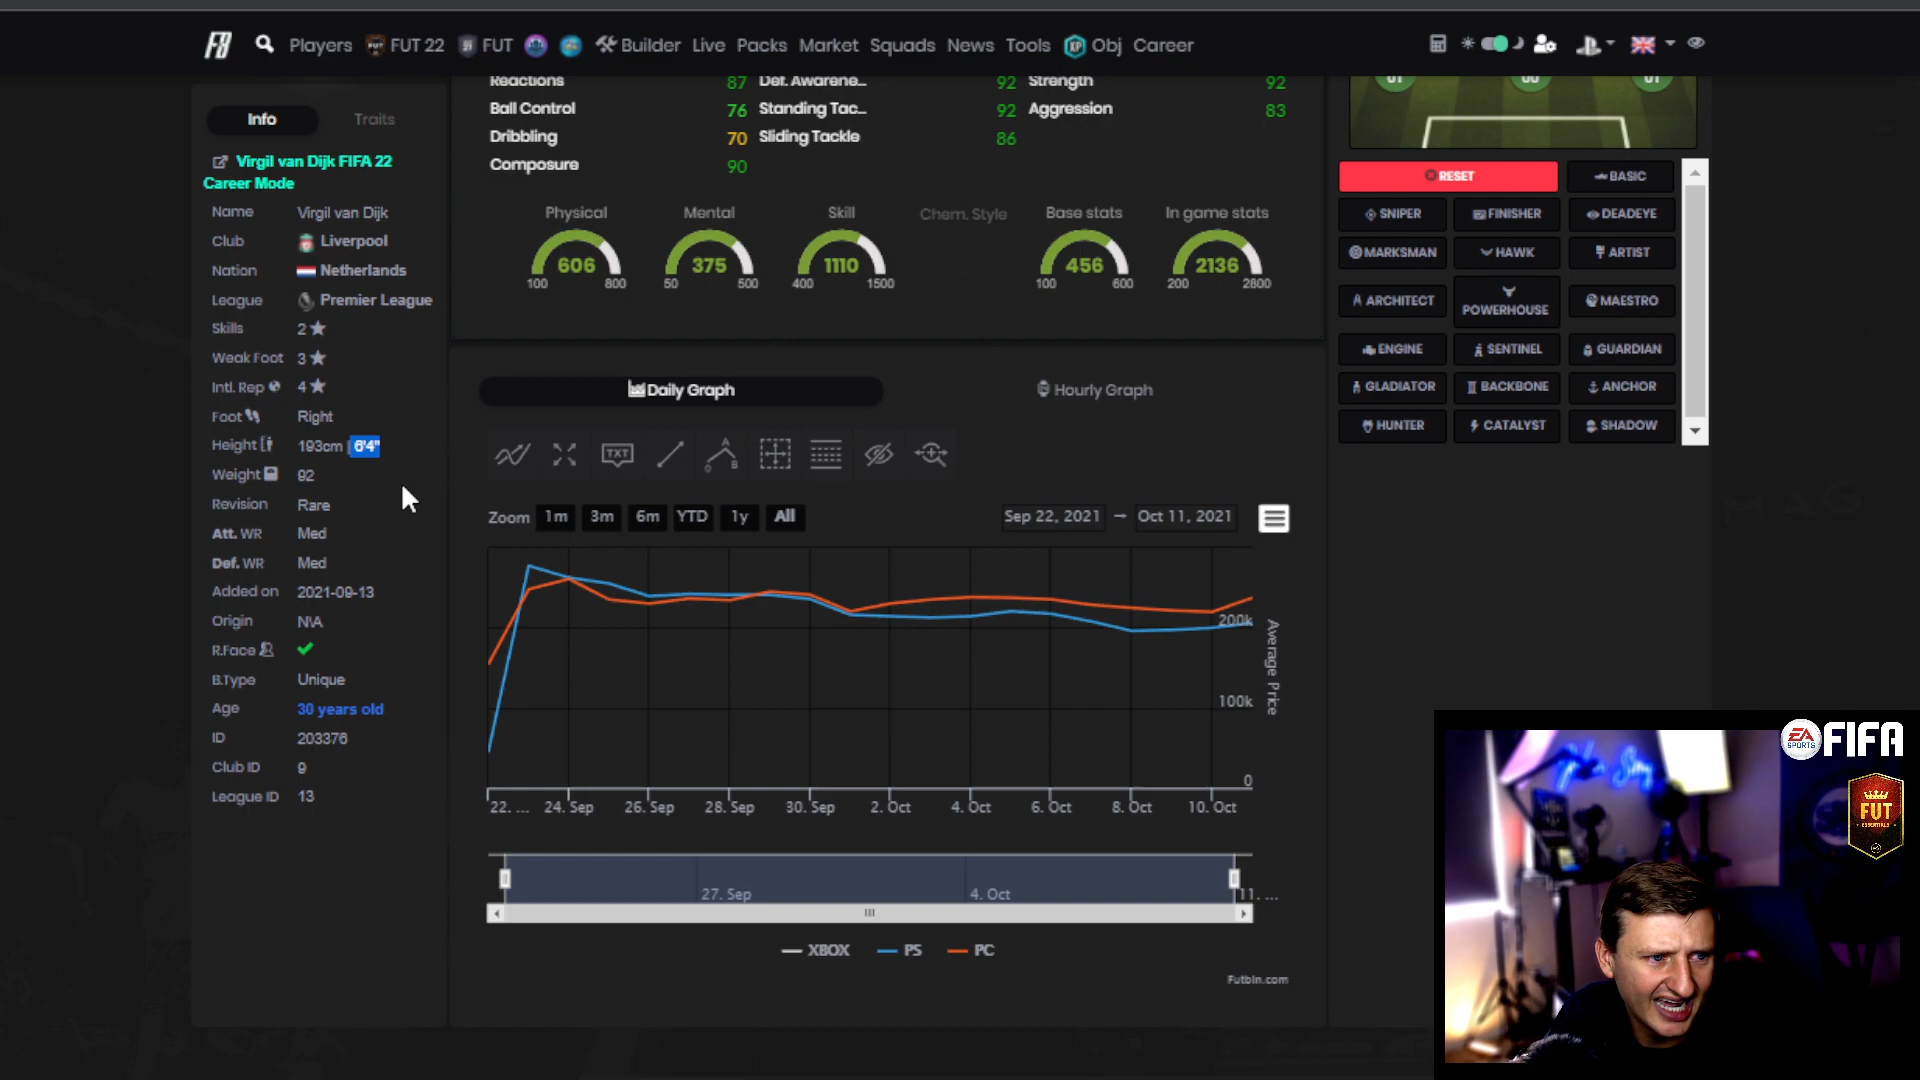 F8 Players FUT 22 FUT Builder Live Packs Market Squads News Tools Obj Career
Info Traits
Virgil van Dijk FIFA 22
Career Mode
Name Virgil van Dijk
Club Liverpool
Nation Netherlands
League Premier League
Skills 2
Weak Foot 3
Intl. Rep 4
Foot Right
Height 193cm | 6'4"
Weight 92
Revision Rare
Att. WR Med
Def. WR Med
Added on 2021-09-13
Origin N\A
R.Face
B.Type Unique
Age 30 years old
ID 203376
Club ID 9
League ID 13
Reactions 87 Def. Awarene... 92 Strength 92
Ball Control 76 Standing Tac... 92 Aggression 83
Dribbling 70 Sliding Tackle 86
Composure 90
Physical Mental Skill Chem. Style Base stats In game stats
606 375 1110 456 2136
100 800 50 500 400 1500 100 600 200 2800
Daily Graph Hourly Graph
TXT A B
Zoom 1m 3m 6m YTD 1y All Sep 22, 2021 → Oct 11, 2021
200k
100k
0
Average Price
22. ... 24. Sep 26. Sep 28. Sep 30. Sep 2. Oct 4. Oct 6. Oct 8. Oct 10. Oct
27. Sep 4. Oct 11. ...
XBOX PS PC
Futbin.com
RESET BASIC
SNIPER FINISHER DEADEYE
MARKSMAN HAWK ARTIST
ARCHITECT POWERHOUSE MAESTRO
ENGINE SENTINEL GUARDIAN
GLADIATOR BACKBONE ANCHOR
HUNTER CATALYST SHADOW
EA SPORTS FIFA
FUT
ESSENTIALS